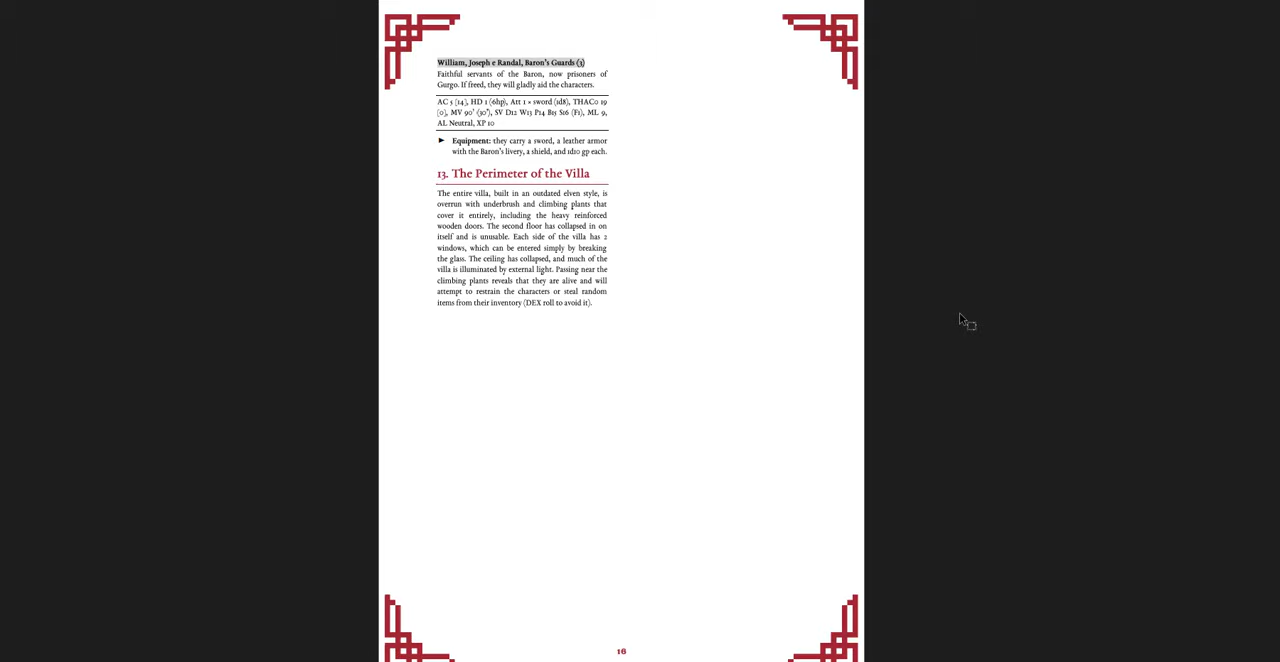 William, Joseph e Randal, Baron's Guards (3)
Faithful servants of the Baron, now prisoners of
Gurgo. If freed, they will gladly aid the characters.
AC 5 [14], HD 1 (6hp), Att 1 × sword (1d8), THAC0 19
[0], MV 90’ (30’), SV D12 W13 P14 B15 S16 (F1), ML 9,
AL Neutral, XP 10
► Equipment: they carry a sword, a leather armor
with the Baron's livery, a shield, and 1d10 gp each.
13. The Perimeter of the Villa
The entire villa, built in an outdated elven style, is
overrun with underbrush and climbing plants that
cover it entirely, including the heavy reinforced
wooden doors. The second floor has collapsed in on
itself and is unusable. Each side of the villa has 2
windows, which can be entered simply by breaking
the glass. The ceiling has collapsed, and much of the
villa is illuminated by external light. Passing near the
climbing plants reveals that they are alive and will
attempt to restrain the characters or steal random
items from their inventory (DEX roll to avoid it).
16